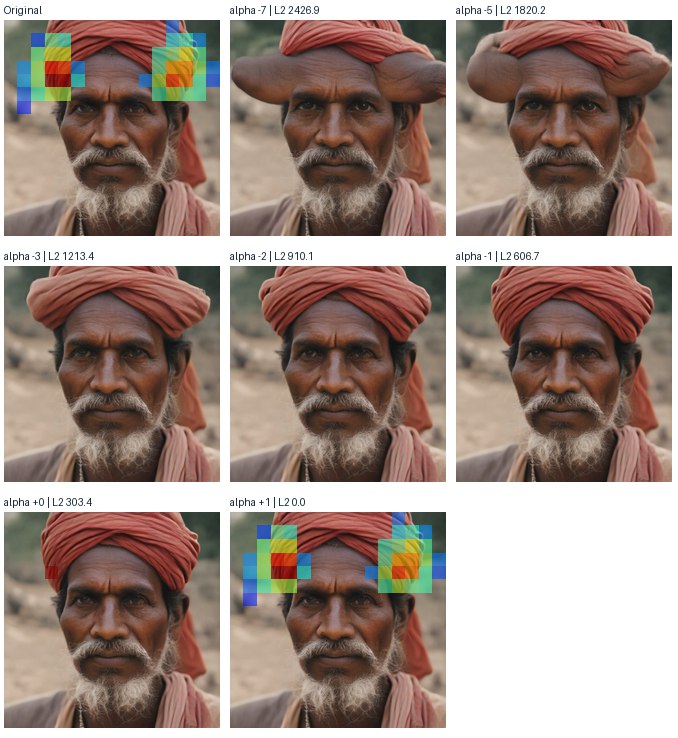 Original
alpha -7 | L2 2426.9
alpha -5 | L2 1820.2
alpha -3 | L2 1213.4
alpha -2 | L2 910.1
alpha -1 | L2 606.7
alpha +0 | L2 303.4
alpha +1 | L2 0.0